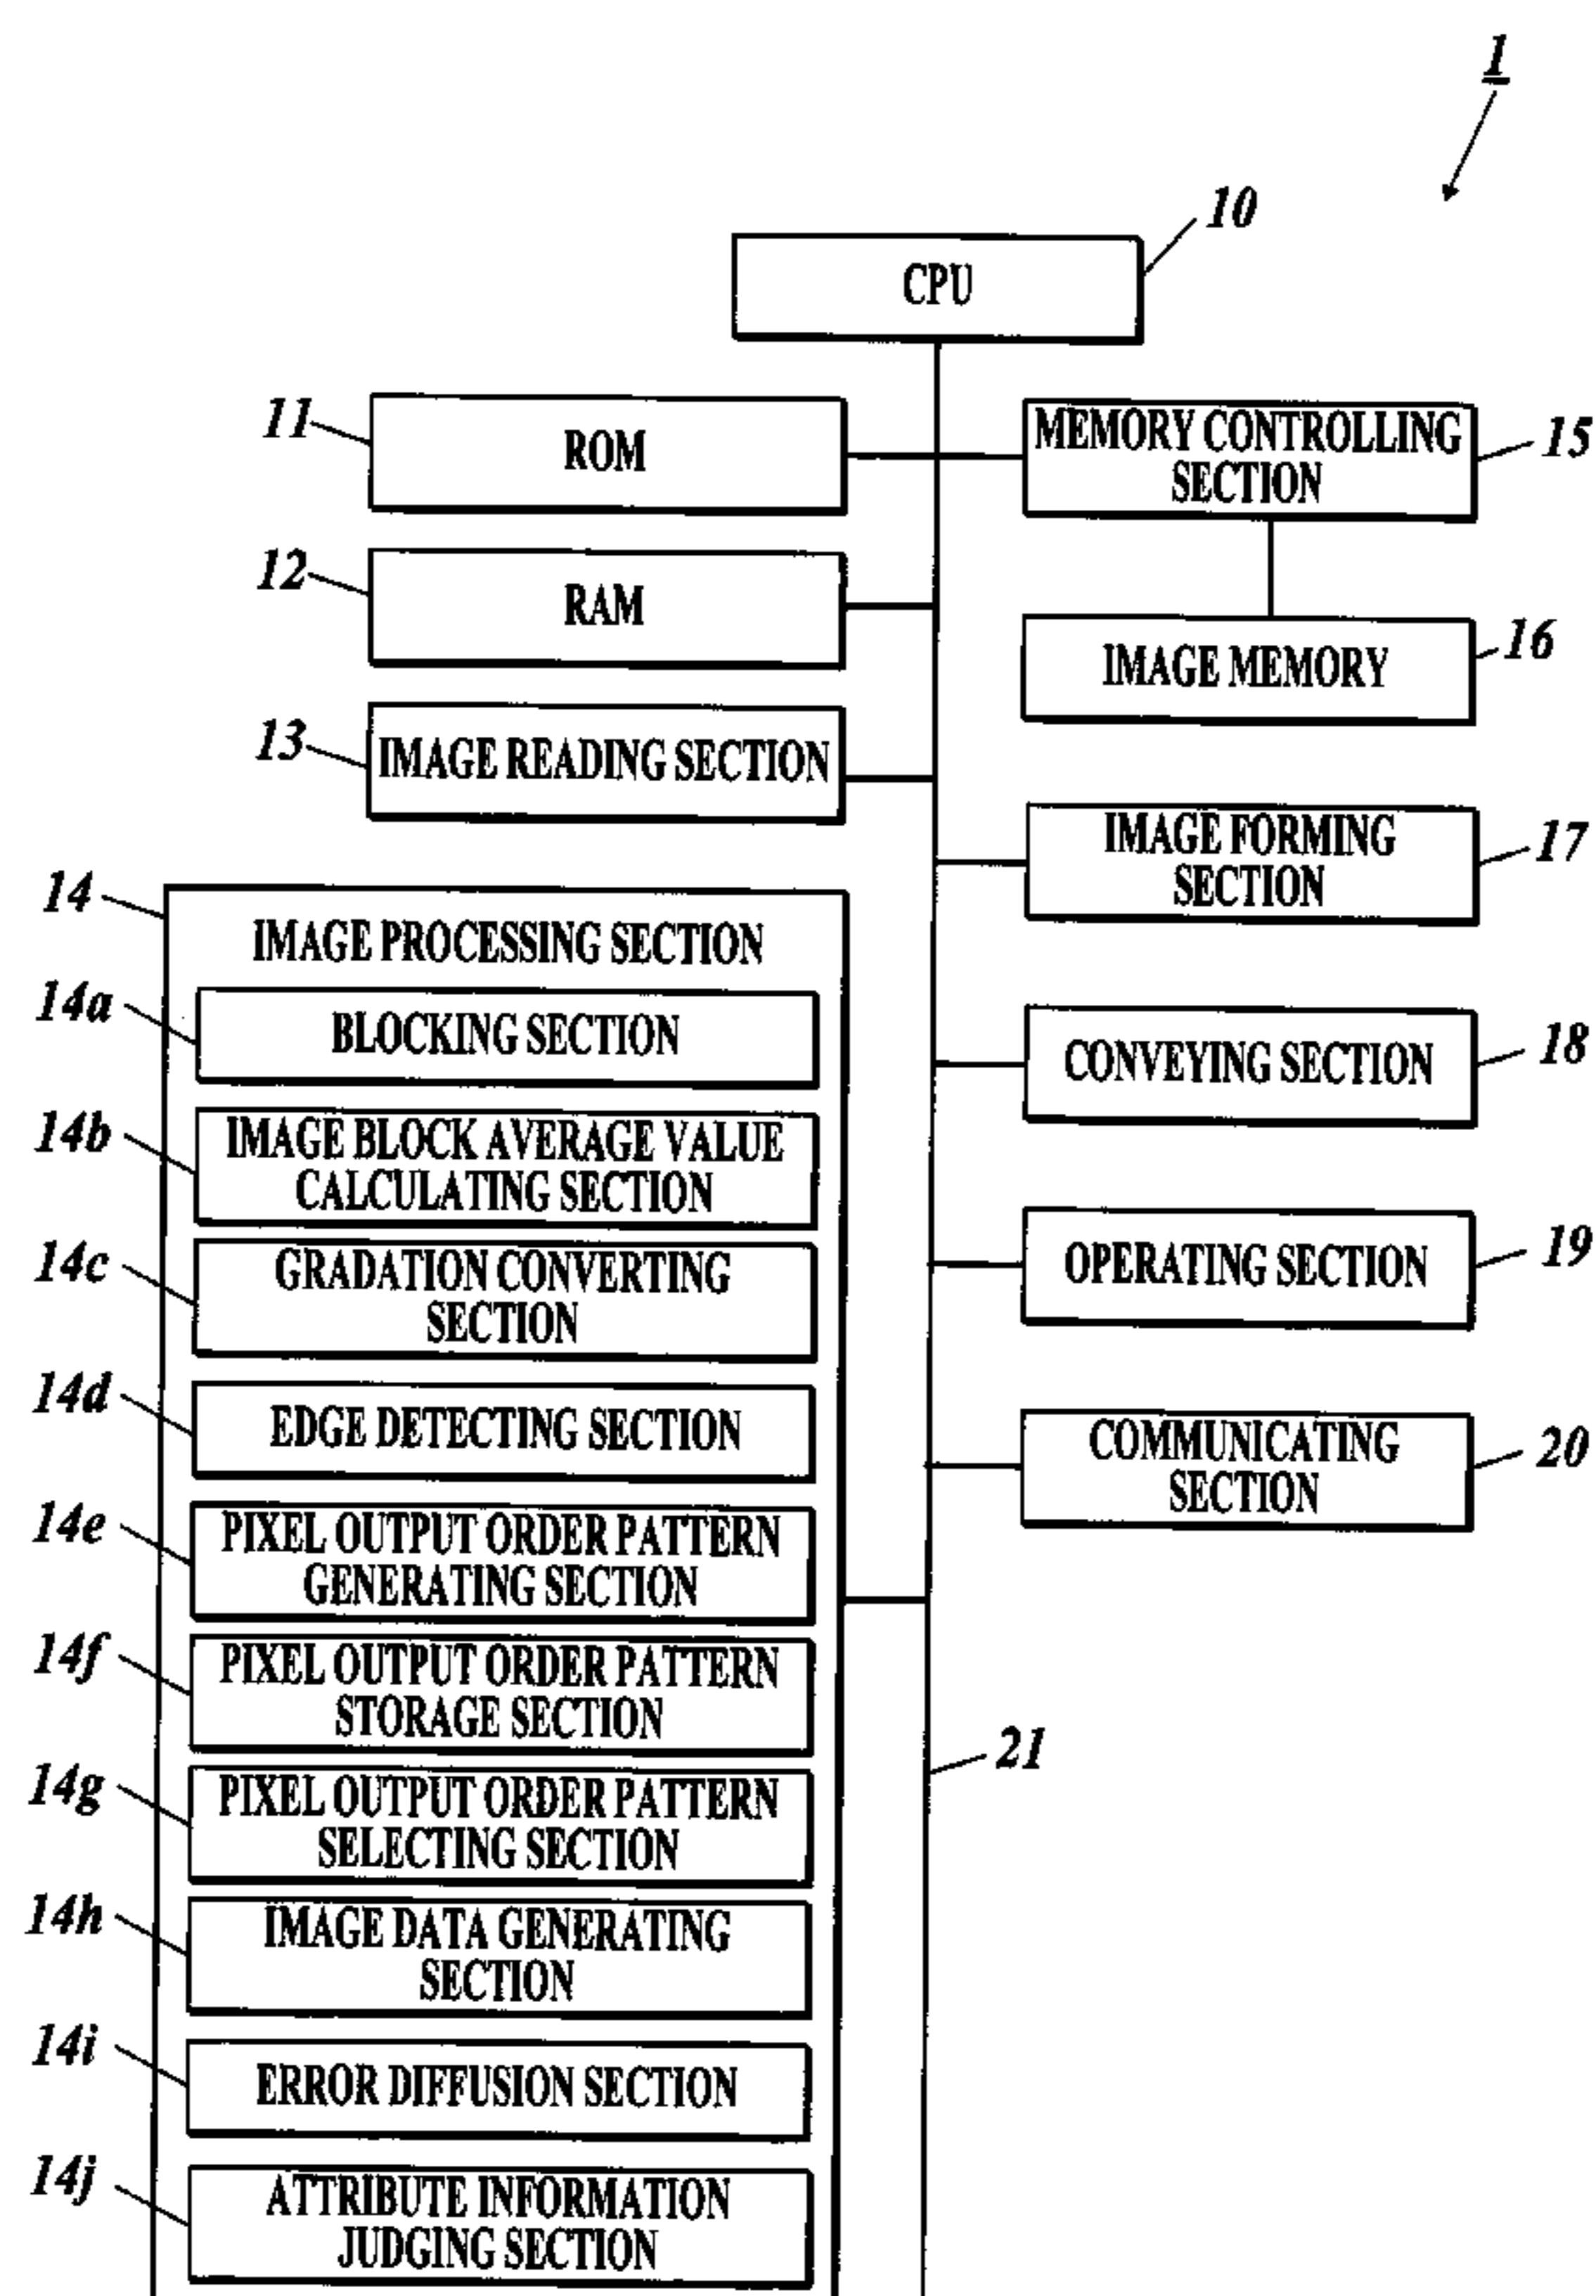 1
10
CPU
11
ROM
MEMORY CONTROLLING
SECTION
15
12
RAM
IMAGE MEMORY
16
13
IMAGE READING SECTION
IMAGE FORMING
SECTION
17
14
IMAGE PROCESSING SECTION
14a
BLOCKING SECTION
CONVEYING SECTION
18
14b
IMAGE BLOCK AVERAGE VALUE
CALCULATING SECTION
14c
GRADATION CONVERTING
SECTION
OPERATING SECTION
19
14d
EDGE DETECTING SECTION
COMMUNICATING
SECTION
20
14e
PIXEL OUTPUT ORDER PATTERN
GENERATING SECTION
14f
PIXEL OUTPUT ORDER PATTERN
STORAGE SECTION
21
14g
PIXEL OUTPUT ORDER PATTERN
SELECTING SECTION
14h
IMAGE DATA GENERATING
SECTION
14i
ERROR DIFFUSION SECTION
14j
ATTRIBUTE INFORMATION
JUDGING SECTION